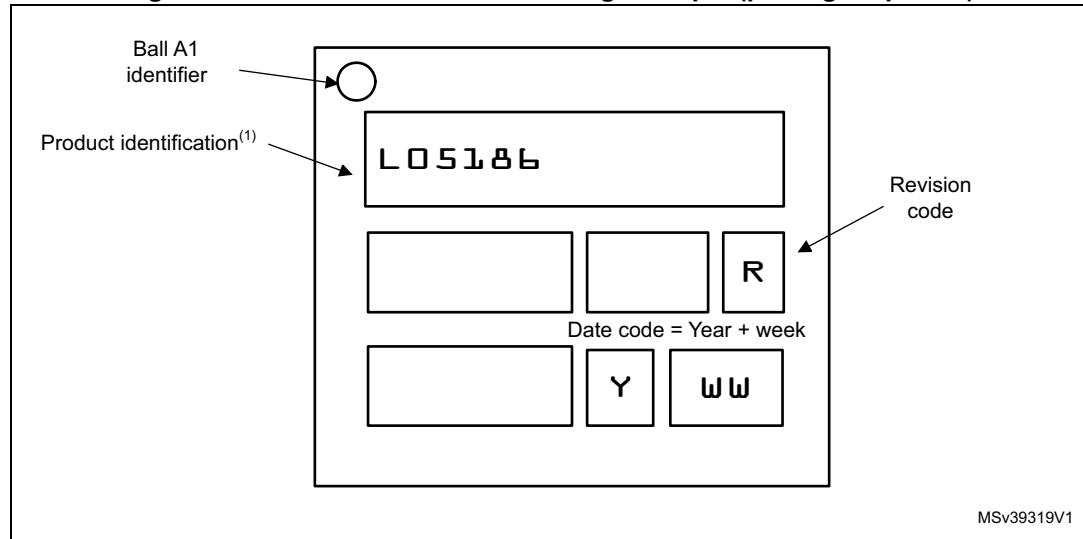 Ball A1
identifier
Product identification(1)
L05186
Revision
code
R
Date code = Year + week
Y
WW
MSv39319V1